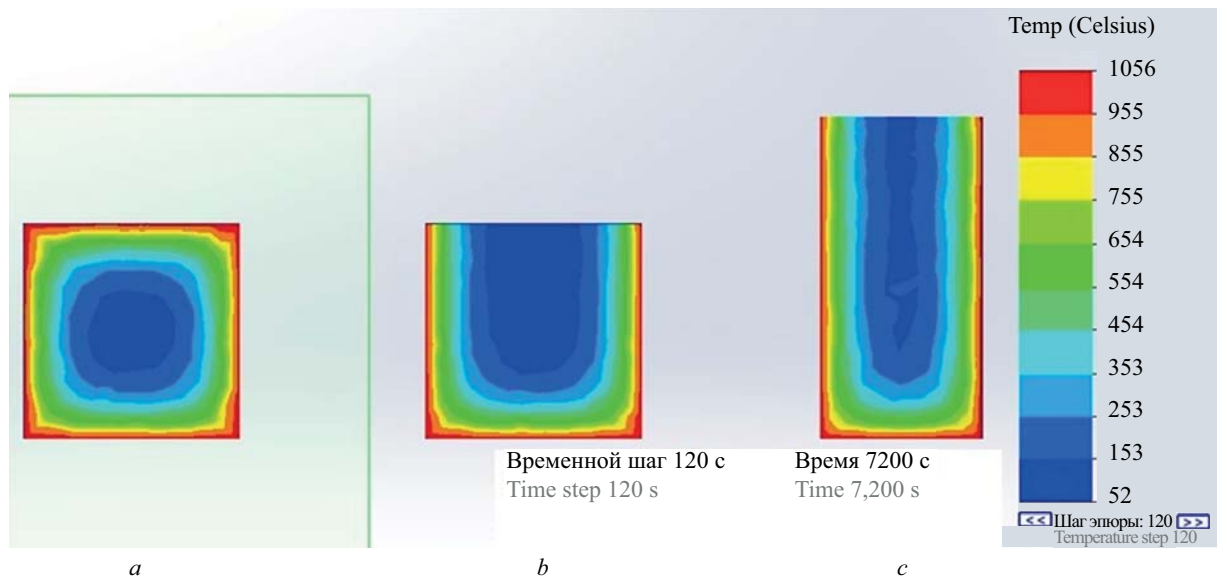 Temp (Celsius)
1056
955
855
755
654
554
454
353
253
153
52
Временной шаг 120 с
Time step 120 s
Время 7200 с
Time 7,200 s
<< Шаг эпюры: 120 >>
Temperature step 120
a
b
c